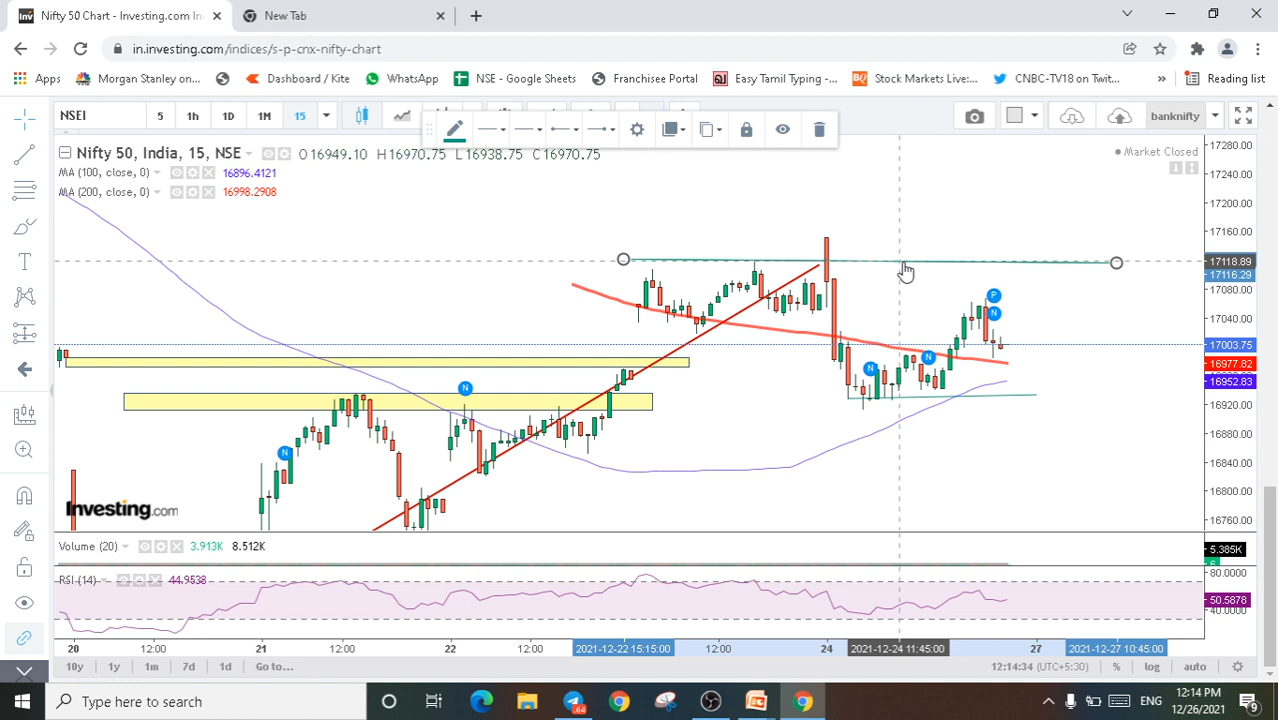 Nifty 50 Chart - Investing.com In
New Tab
in.investing.com/indices/s-p-cnx-nifty-chart
Apps
Morgan Stanley on...
Dashboard / Kite
WhatsApp
NSE - Google Sheets
Franchisee Portal
Easy Tamil Typing -...
Stock Markets Live:...
CNBC-TV18 on Twit...
»
Reading list
NSEI 5 1h 1D 1M 15
banknifty
Nifty 50, India, 15, NSE O 16949.10 H 16970.75 L 16938.75 C 16970.75
Market Closed
MA (100, close, 0) 16896.4121
MA (200, close, 0) 16998.2908
17280.00
17240.00
17200.00
17160.00
17118.89
17116.29
17080.00
17040.00
17003.75
16977.82
16952.83
16920.00
16880.00
16840.00
16800.00
16760.00
P
N
N
N
N
N
Investing.com
Volume (20) 3.913K 8.512K
5.385K
RSI (14) 44.9538
80.0000
50.5878
40.0000
20 12:00 21 12:00 22 12:00 2021-12-22 15:15:00 12:00 24 2021-12-24 11:45:00 27 2021-12-27 10:45:00
10y 1y 1m 7d 1d Go to...
12:14:34 (UTC+5:30) % log auto
Type here to search
.64
ENG
12:14 PM
12/26/2021
9